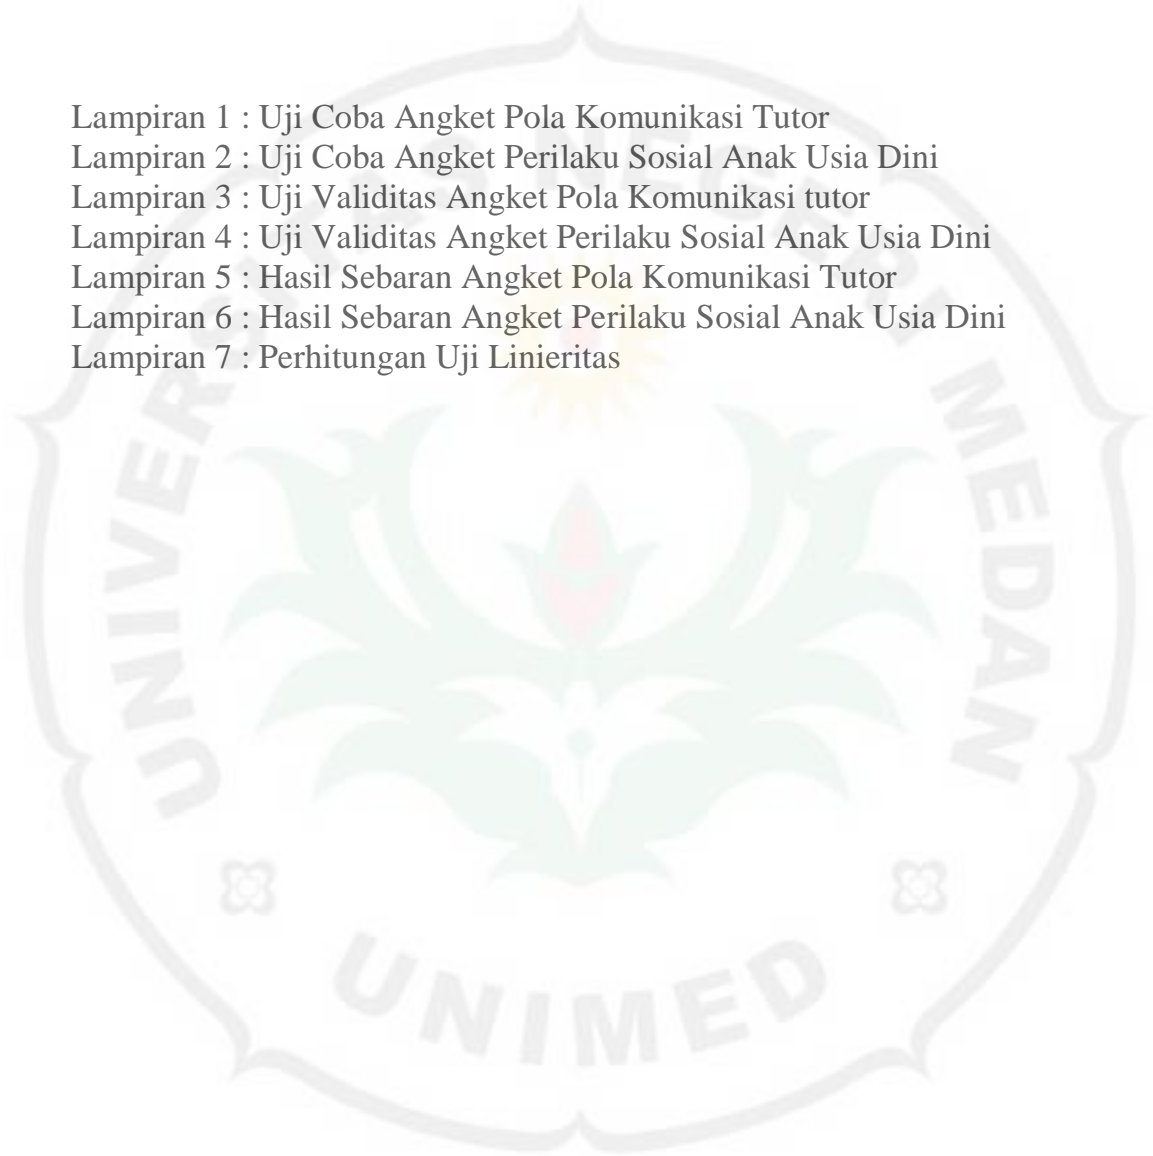 Lampiran 1 : Uji Coba Angket Pola Komunikasi Tutor
Lampiran 2 : Uji Coba Angket Perilaku Sosial Anak Usia Dini
Lampiran 3 : Uji Validitas Angket Pola Komunikasi tutor
Lampiran 4 : Uji Validitas Angket Perilaku Sosial Anak Usia Dini
Lampiran 5 : Hasil Sebaran Angket Pola Komunikasi Tutor
Lampiran 6 : Hasil Sebaran Angket Perilaku Sosial Anak Usia Dini
Lampiran 7 : Perhitungan Uji Linieritas
UNIVERSITAS NEGERI MEDAN
UNIMED